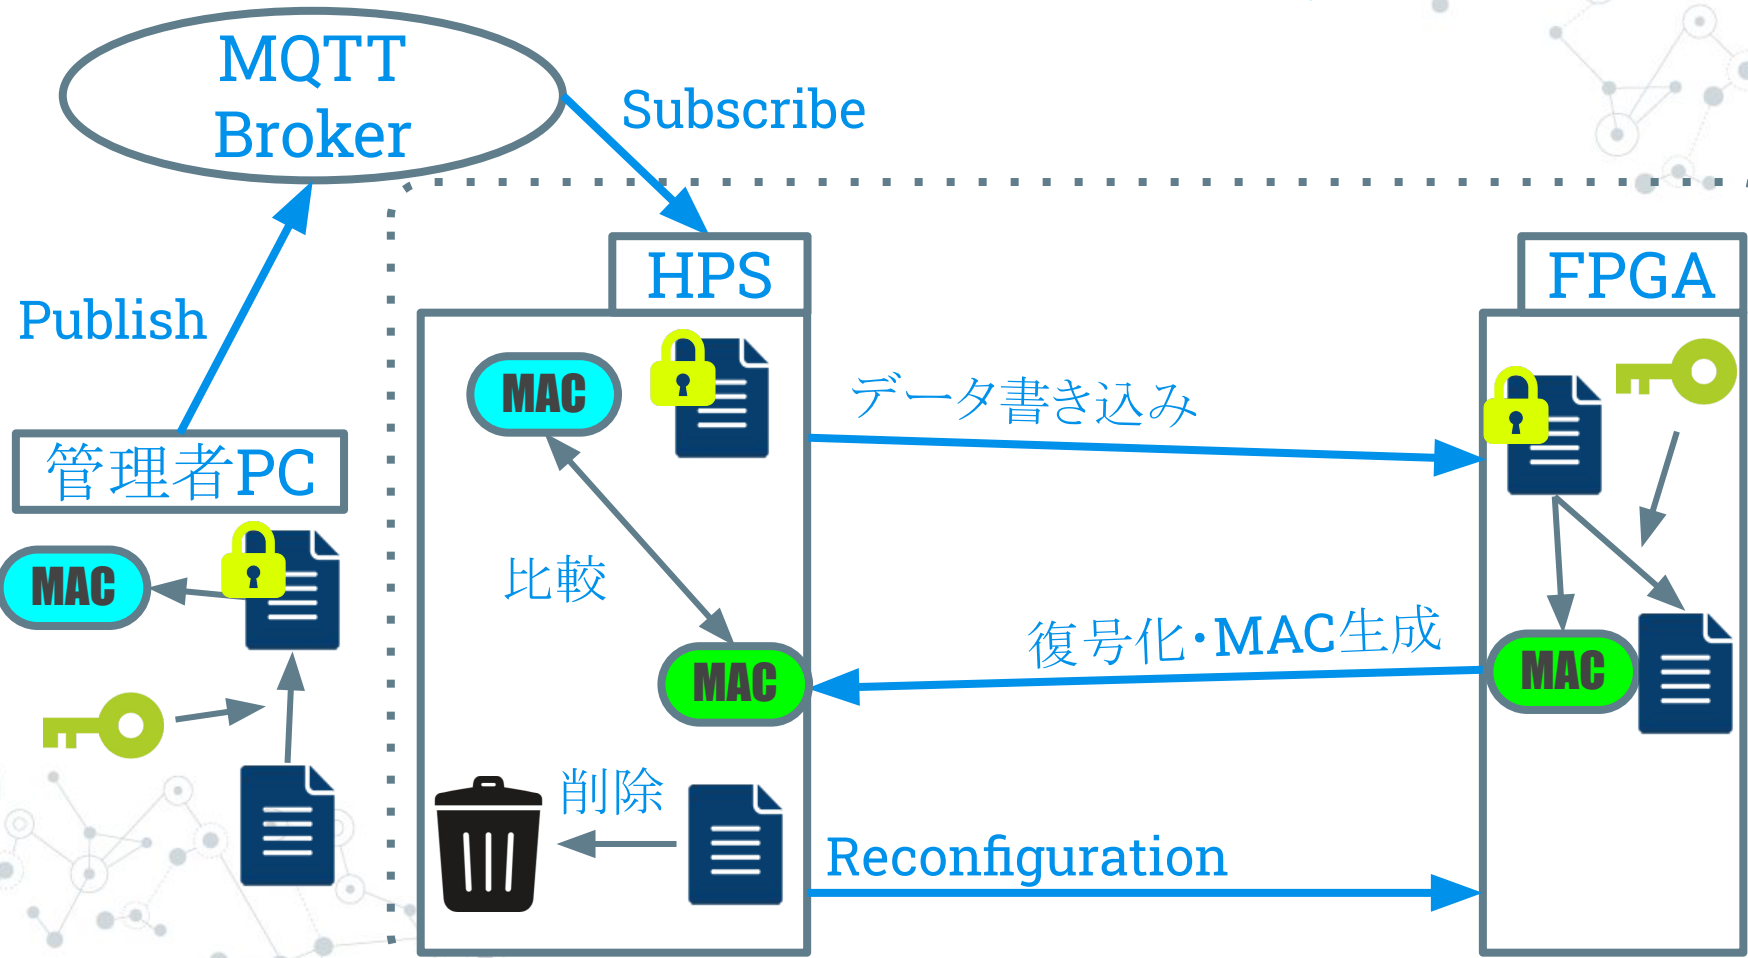 MQTT
Broker
Subscribe
Publish
HPS
FPGA
管理者PC
MAC
MAC
データ書き込み
比較
復号化・MAC生成
MAC
MAC
削除
Reconfiguration